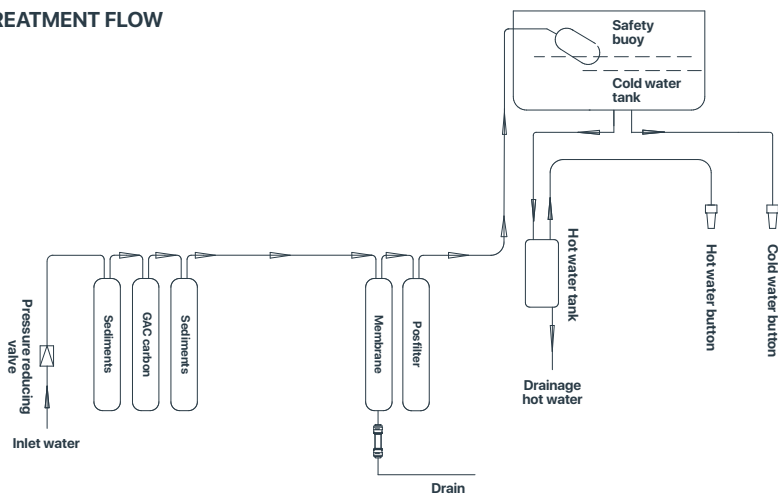 REATMENT FLOW
Safety
buoy
Cold water
tank
Hot water tank
Hot water button
Cold water button
Pressure reducing
valve
Sediments
GAC carbon
Sediments
Membrane
Posfilter
Drainage
hot water
Inlet water
Drain